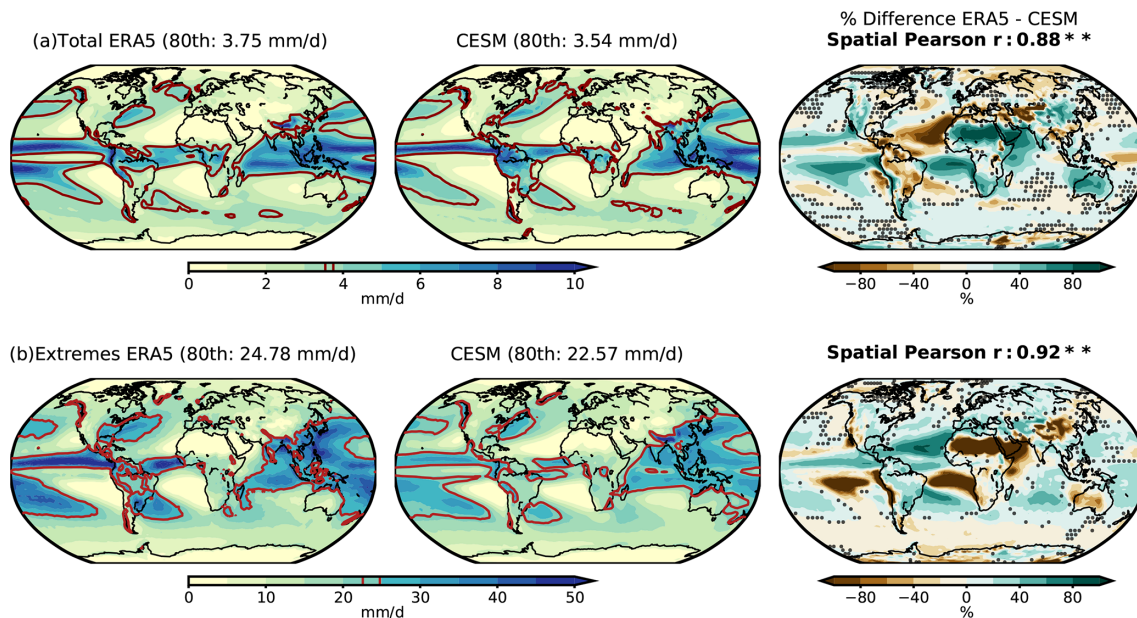 % Difference ERA5 - CESM
(a)Total ERA5 (80th: 3.75 mm/d)
CESM (80th: 3.54 mm/d)
Spatial Pearson r: 0.88**
0 2 4 6 8 10
mm/d
−80 −40 0 40 80
%
(b)Extremes ERA5 (80th: 24.78 mm/d)
CESM (80th: 22.57 mm/d)
Spatial Pearson r: 0.92**
0 10 20 30 40 50
mm/d
−80 −40 0 40 80
%